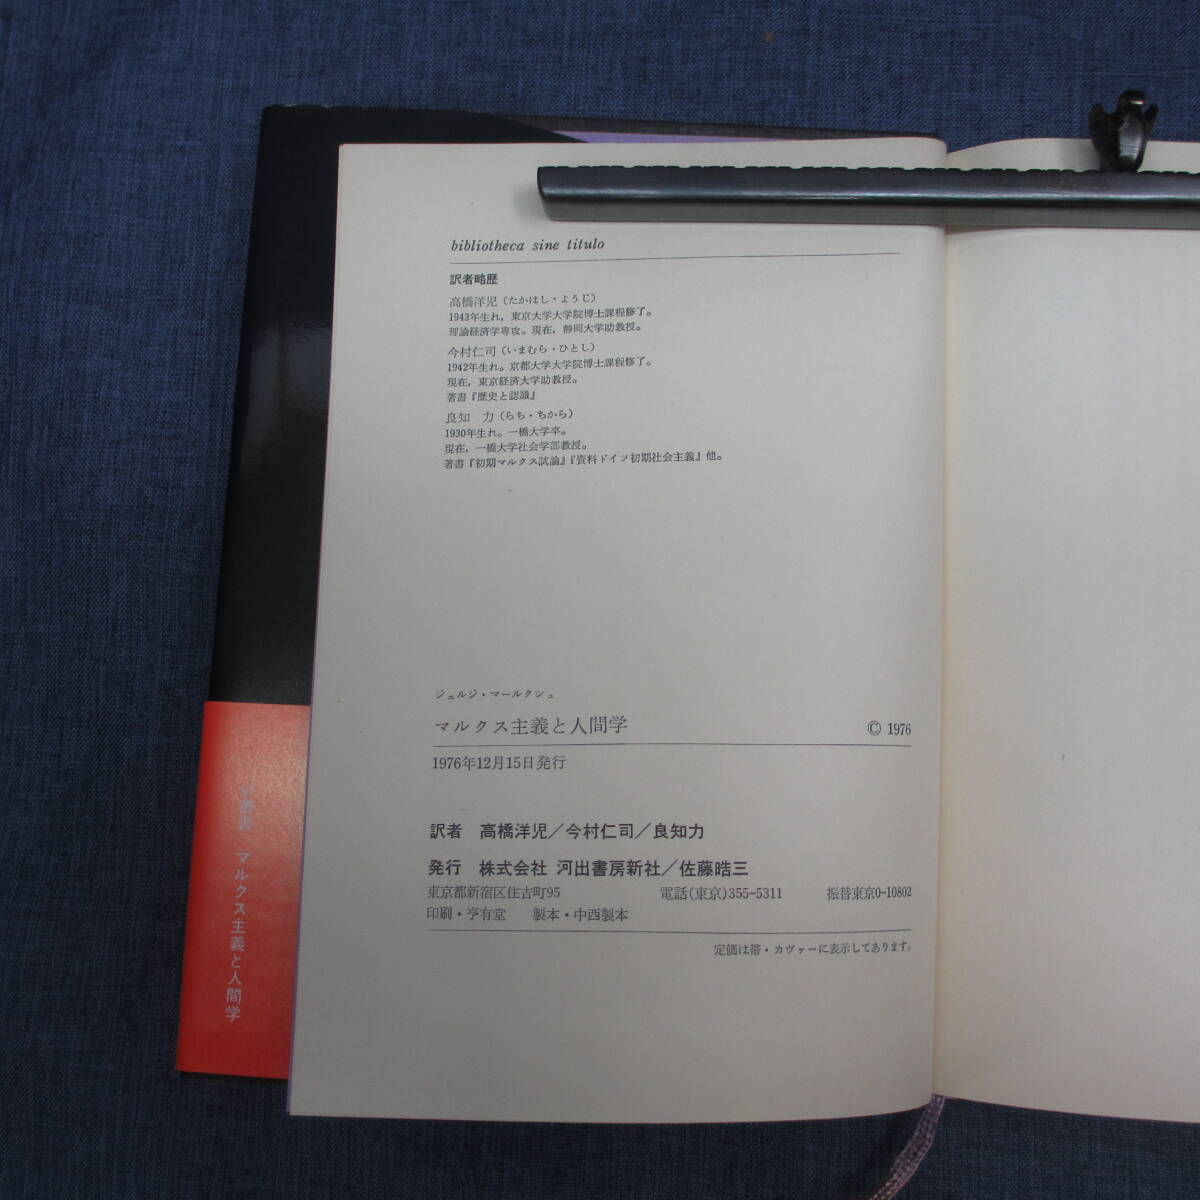 bibliotheca sine titulo
訳者略歴
高橋洋児(たかはし・ようじ)
1943年生れ,東京大学大学院博士課程修了。
理論経済学専攻。現在,静岡大学助教授。
今村仁司(いまむら・ひとし)
1942年生れ。京都大学大学院博士課程修了。
現在,東京経済大学助教授。
著書『歴史と認識』
良知 力(らち・ちから)
1930年生れ。一橋大学卒。
現在,一橋大学社会学部教授。
著書『初期マルクス試論』『資料ドイツ初期社会主義』他。
ジェルジ・マールクシュ
マルクス主義と人間学 © 1976
1976年12月15日発行
訳者 高橋洋児/今村仁司/良知力
発行 株式会社 河出書房新社/佐藤晧三
東京都新宿区住吉町95 電話(東京)355-5311 振替東京0-10802
印刷・亨有堂 製本・中西製本
定価は帯・カヴァーに表示してあります。
マルクス主義と人間学